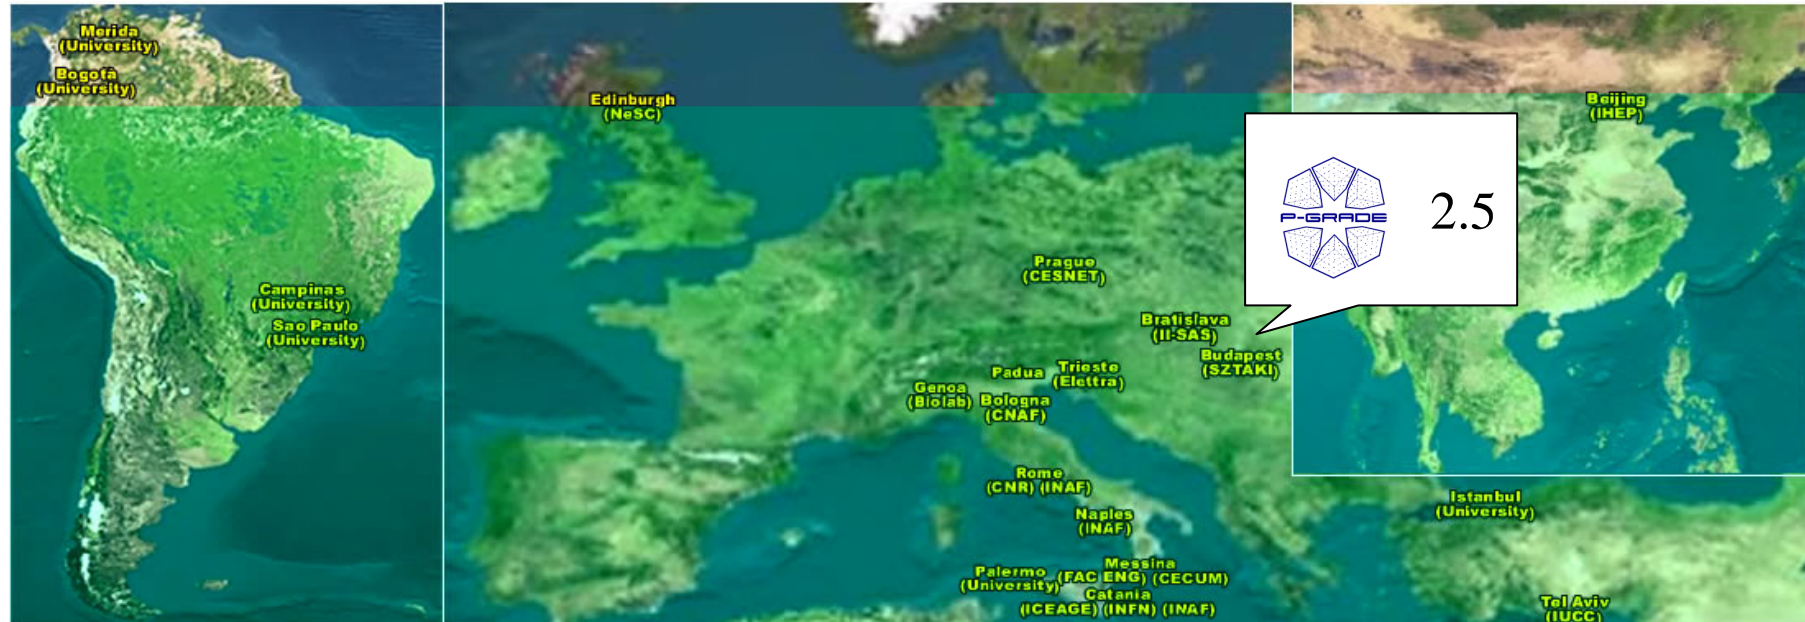 Merida
(University)
Bogotà
(University)
Campinas
(University)
Sao Paulo
(University)
Edinburgh
(NeSC)
Prague
(CESNET)
Bratislava
(II-SAS)
Budapest
(SZTAKI)
Padua
Trieste
(Elettra)
Genoa
(Biolab)
Bologna
(CNAF)
Rome
(CNR) (INAF)
Naples
(INAF)
Palermo
(University)
Messina
(FAC ENG) (CECUM)
Catania
(ICEAGE) (INFN) (INAF)
P-GRADE
2.5
Beijing
(IHEP)
Istanbul
(University)
Tel Aviv
(IUCC)